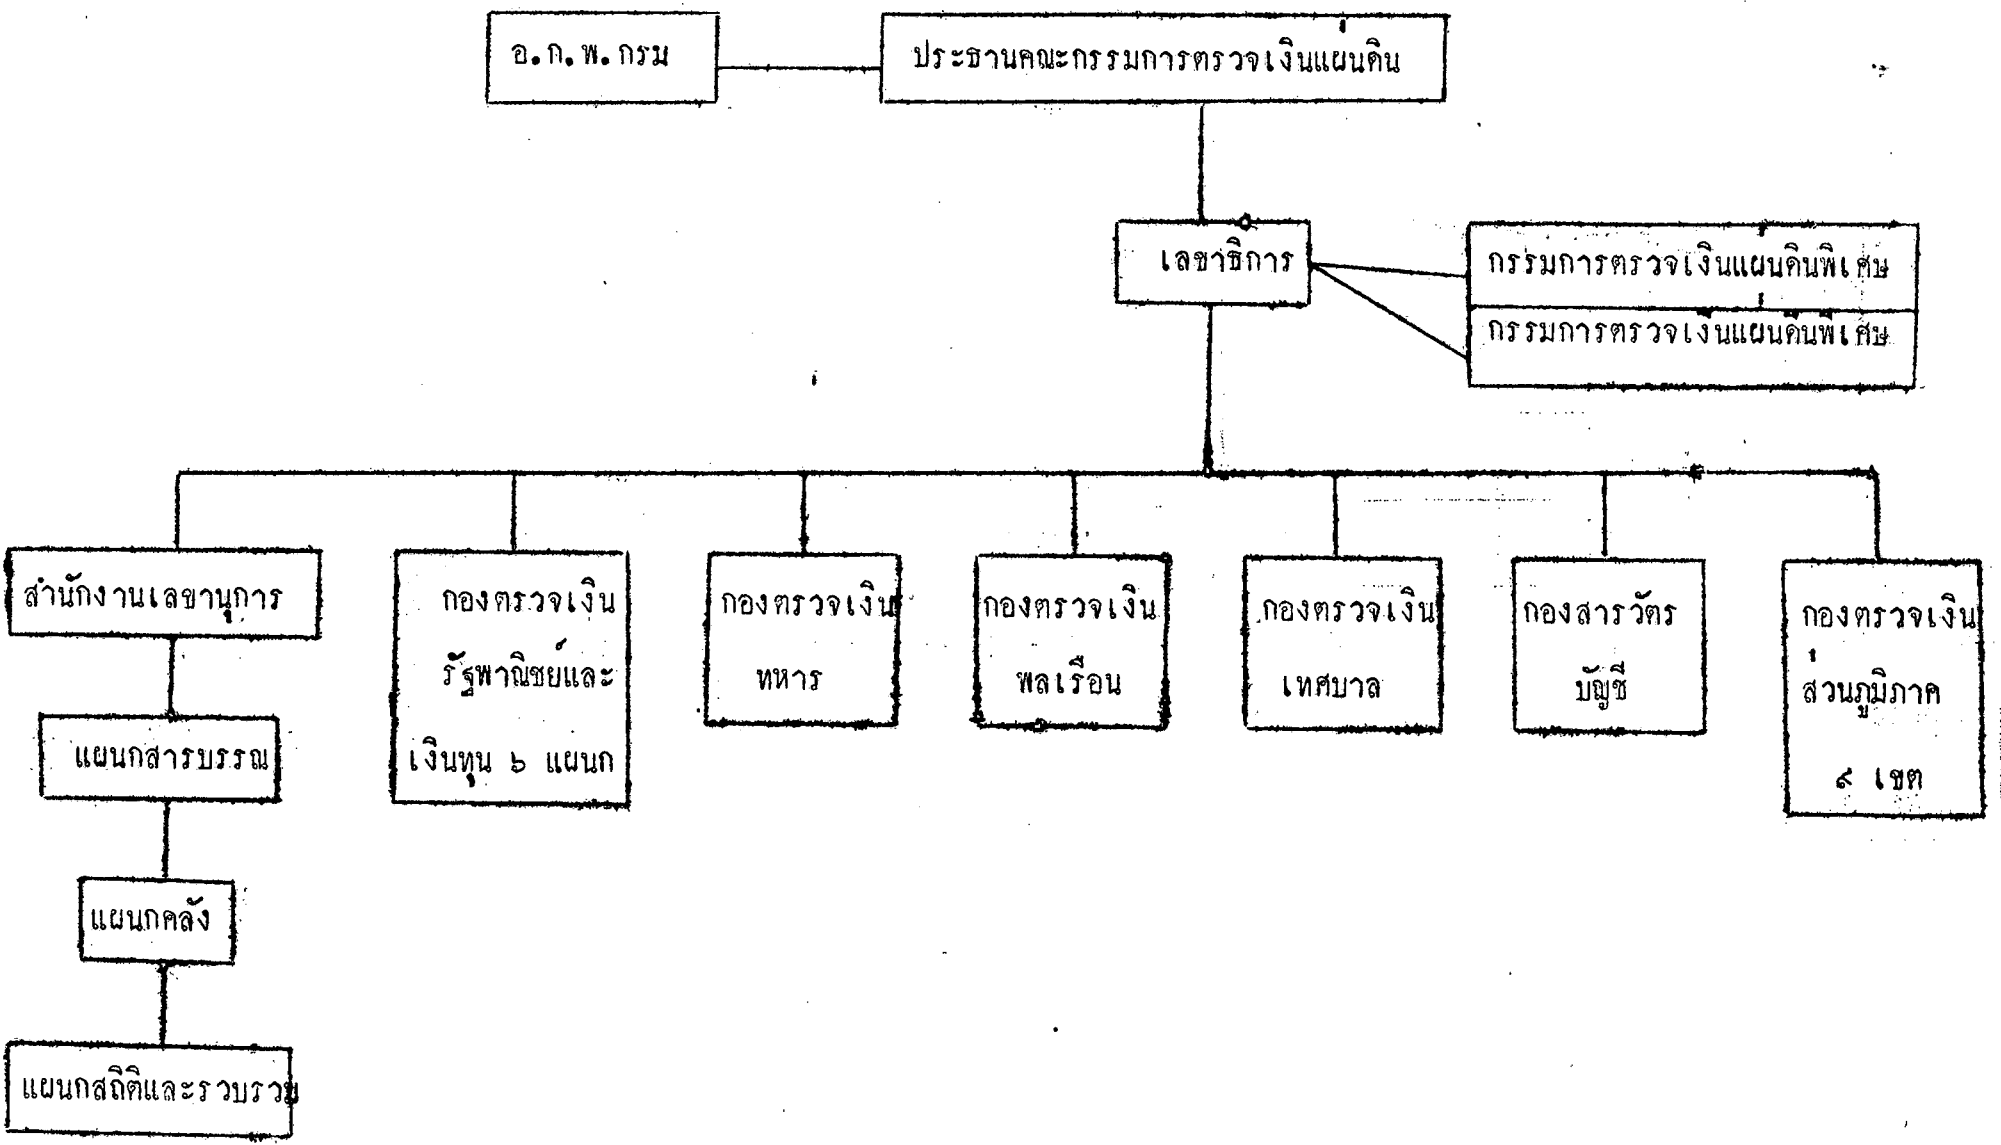 อ.ก.พ.กรม
ประธานคณะกรรมการตรวจเงินแผ่นดิน
เลขาธิการ
กรรมการตรวจเงินแผ่นดินพิเศษ
กรรมการตรวจเงินแผ่นดินพิเศษ
สำนักงานเลขานุการ
แผนกสารบรรณ
แผนกคลัง
แผนกสถิติและรวบรวม
กองตรวจเงิน
รัฐพาณิชย์และ
เงินทุน ๖ แผนก
กองตรวจเงิน
ทหาร
กองตรวจเงิน
พลเรือน
กองตรวจเงิน
เทศบาล
กองสารวัตร
บัญชี
กองตรวจเงิน
ส่วนภูมิภาค
๙ เขต